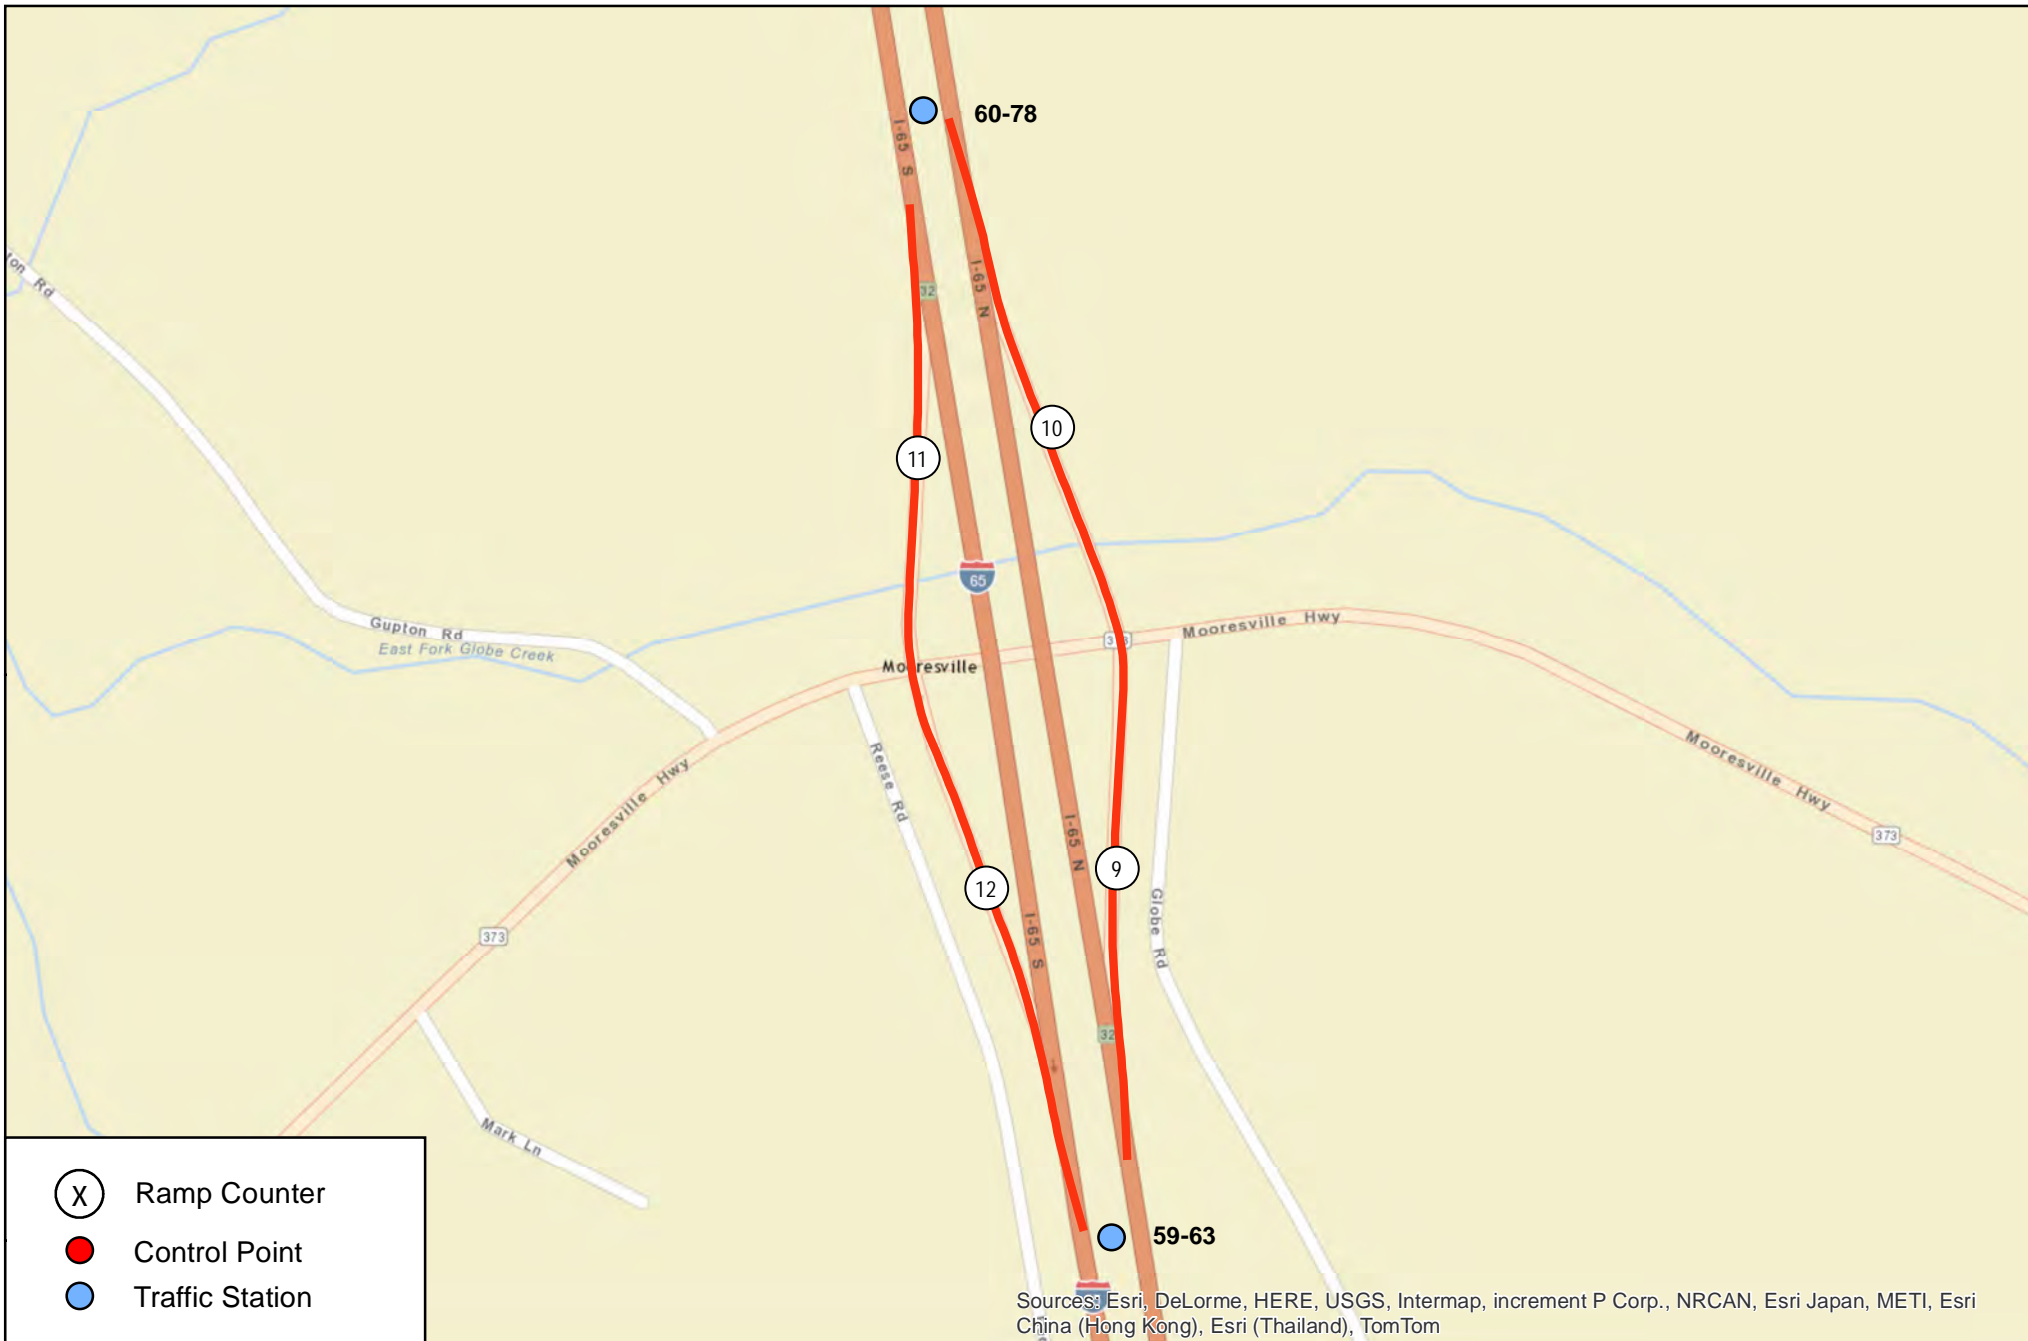 60-78
I-65 S
ton Rd
I-65 N
32
10
11
65
Gupton Rd
East Fork Globe Creek
Mooresville Hwy
Mooresville
Reese Rd
Mooresville Hwy
Mooresville Hwy
373
I-65 N
9
12
Globe Rd
I-65 S
373
32
Mark Ln
X Ramp Counter
Control Point
Traffic Station
59-63
Sources: Esri, DeLorme, HERE, USGS, Intermap, increment P Corp., NRCAN, Esri Japan, METI, Esri
China (Hong Kong), Esri (Thailand), TomTom